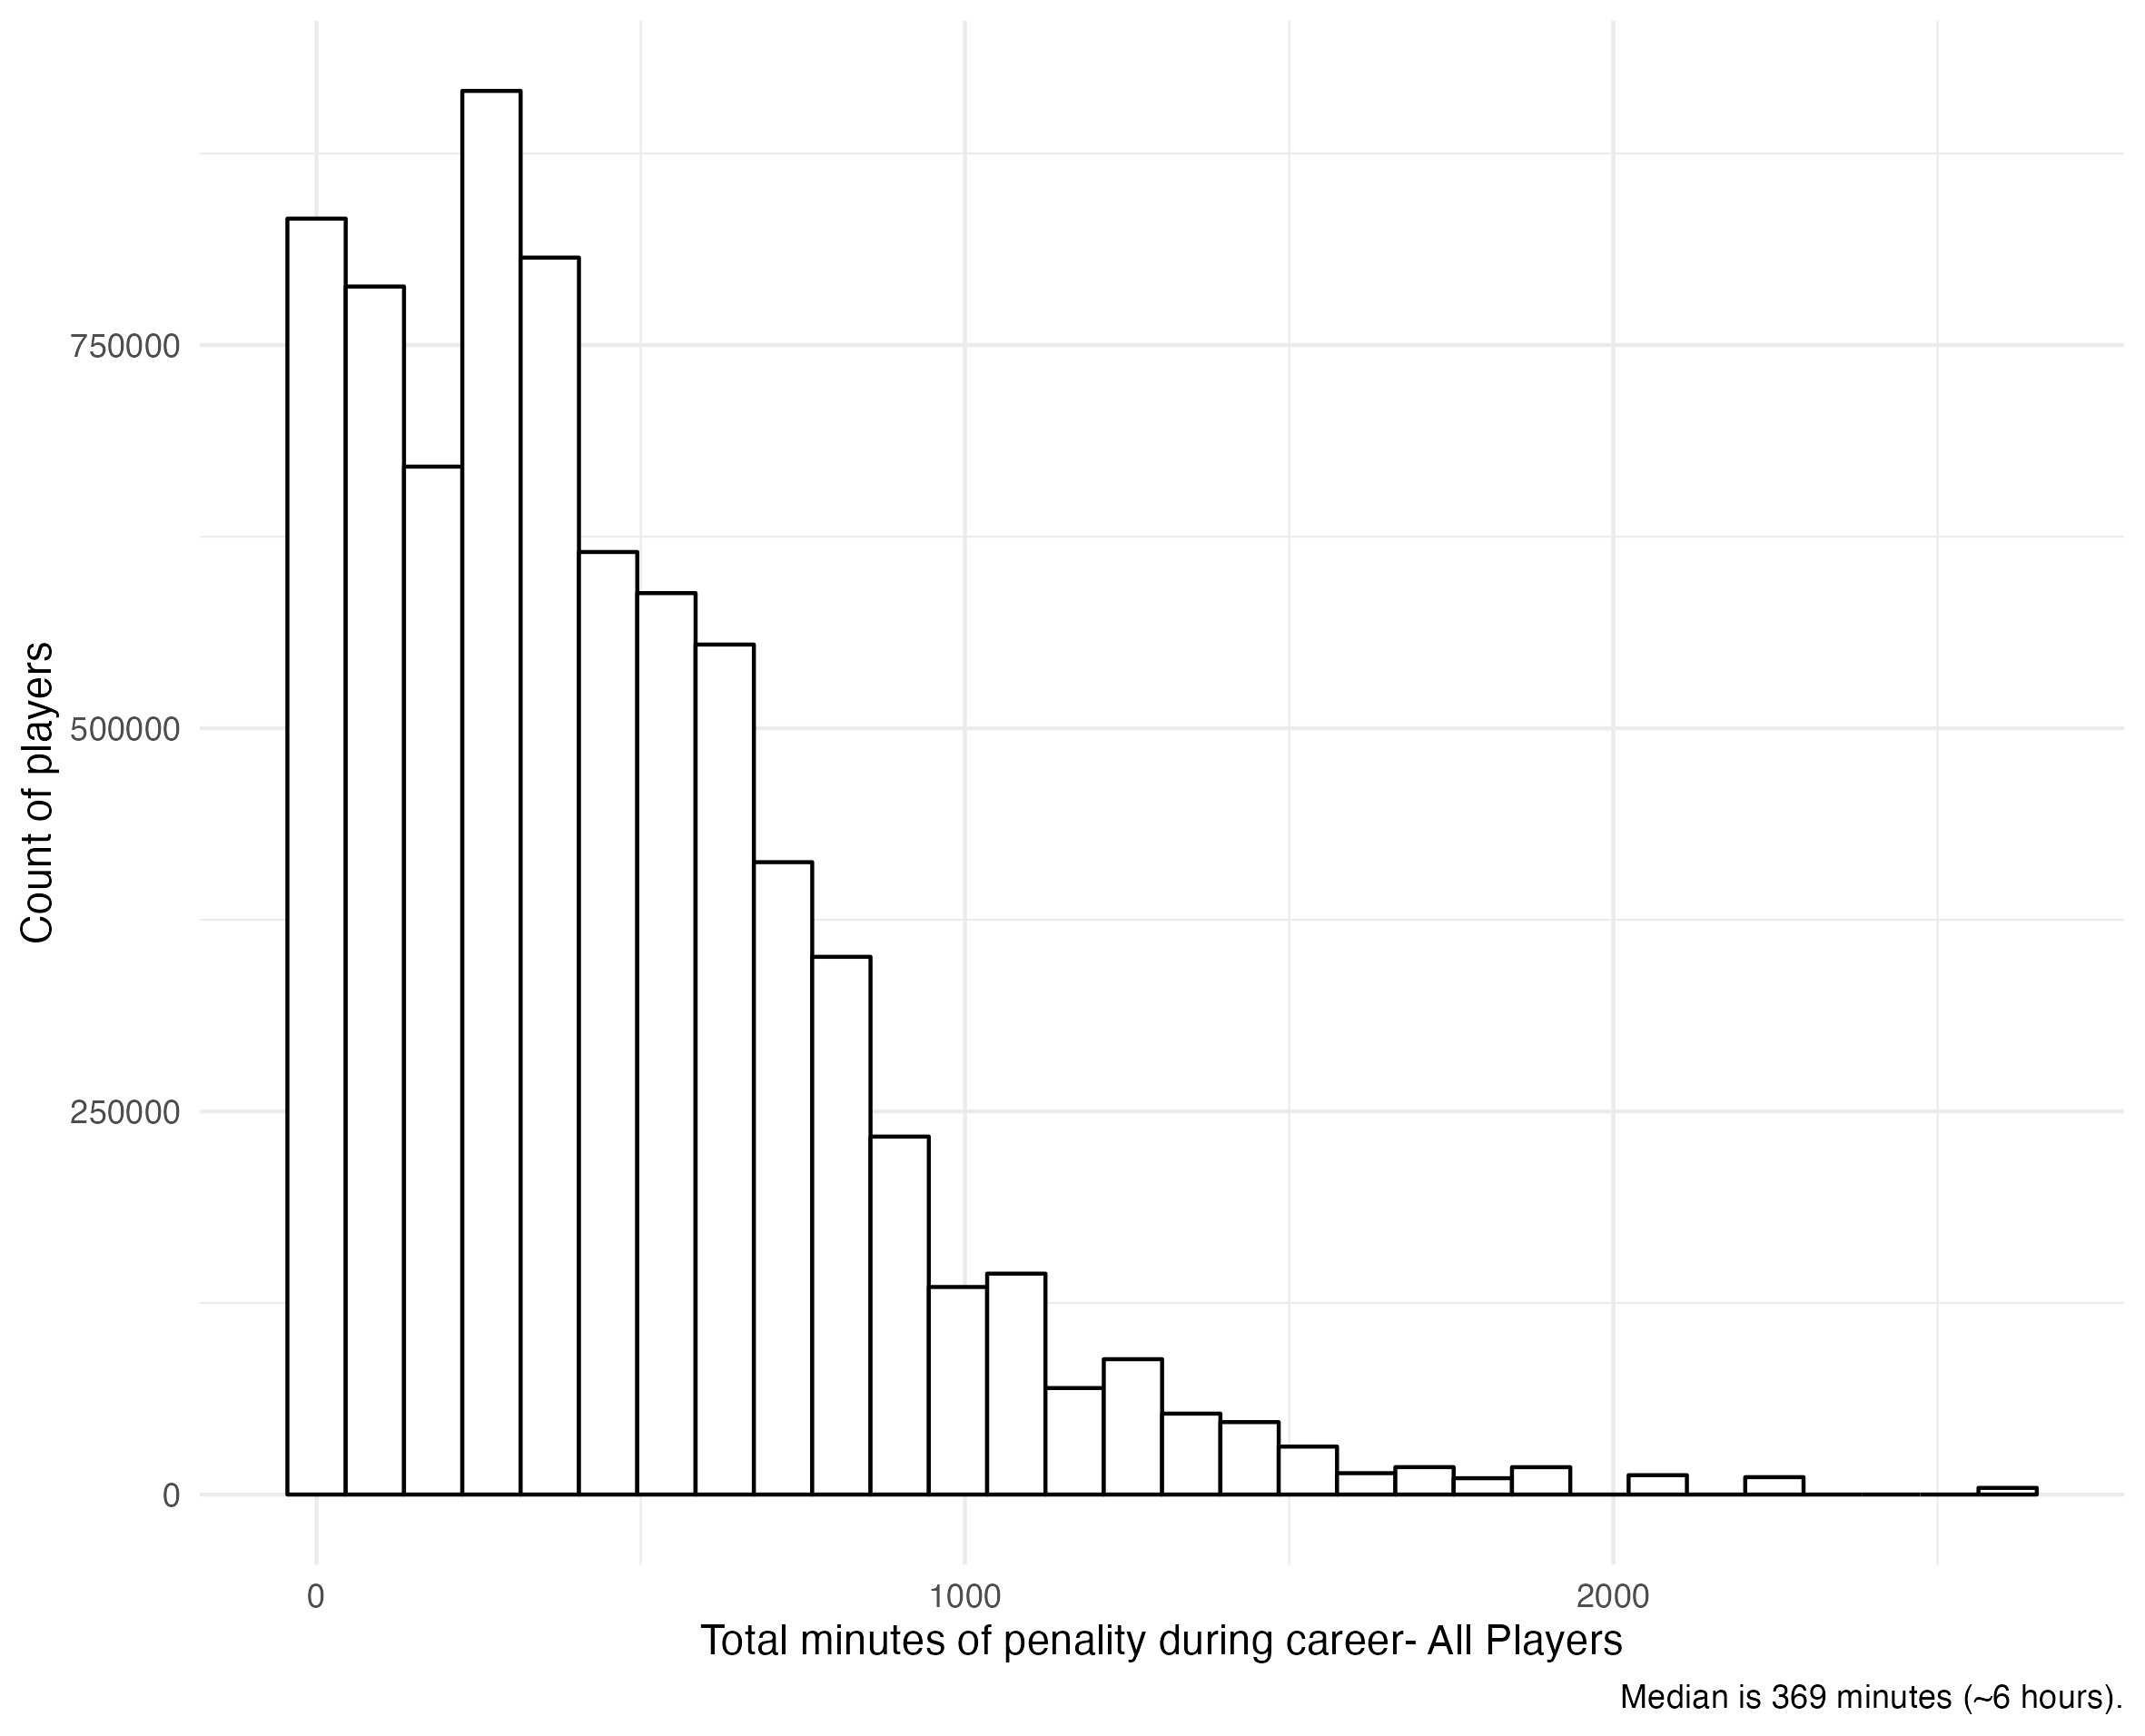 Count of players
750000
500000
250000
0
0 1000 2000
Total minutes of penality during career- All Players
Median is 369 minutes (~6 hours).